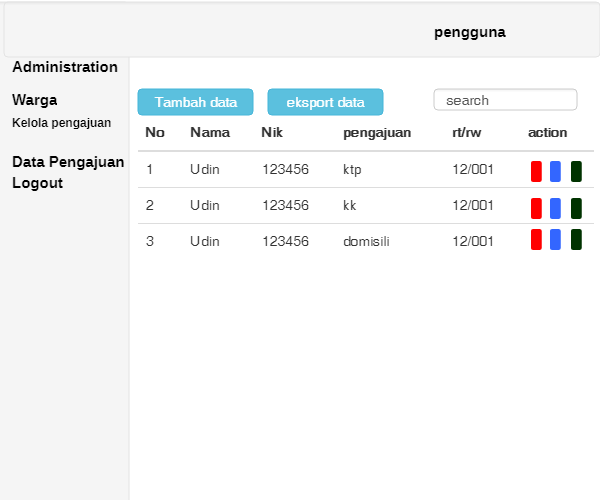 pengguna
Administration
Warga
Kelola pengajuan
Data Pengajuan
Logout
Tambah data eksport data search
No Nama Nik pengajuan rt/rw action
1 Udin 123456 ktp 12/001
2 Udin 123456 kk 12/001
3 Udin 123456 domisili 12/001